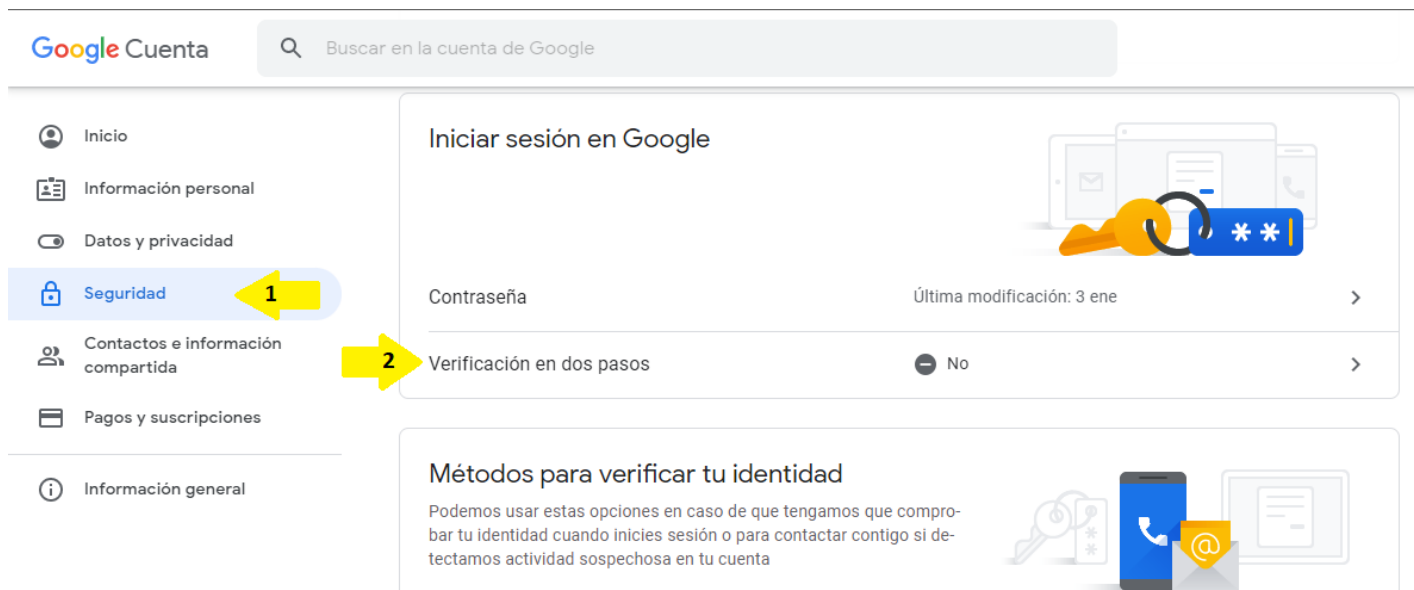 Google Cuenta
Buscar en la cuenta de Google
Inicio
Información personal
Datos y privacidad
Seguridad
1
Contactos e información
compartida
Pagos y suscripciones
Información general
Iniciar sesión en Google
* *
Contraseña
Última modificación: 3 ene
2
Verificación en dos pasos
No
Métodos para verificar tu identidad
Podemos usar estas opciones en caso de que tengamos que compro-
bar tu identidad cuando inicies sesión o para contactar contigo si de-
tectamos actividad sospechosa en tu cuenta
* *
@